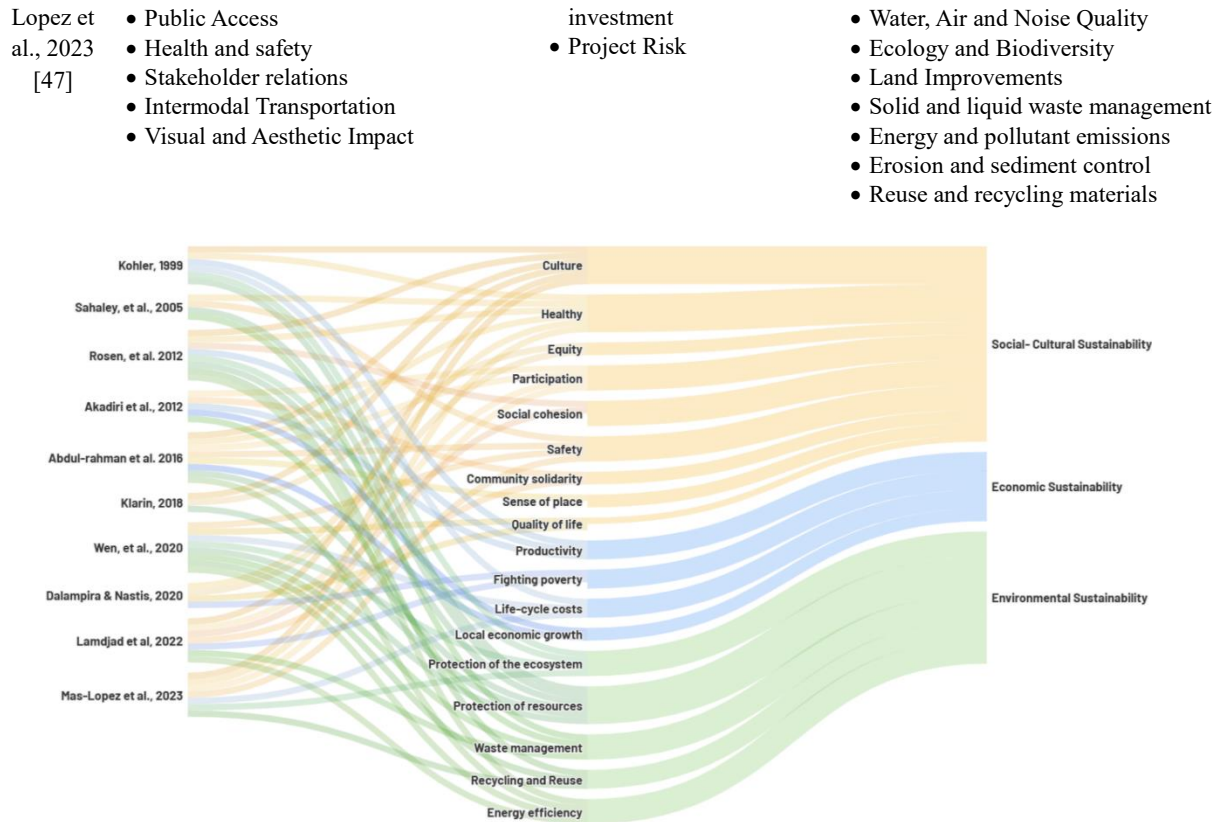 Lopez et
al., 2023
[47]
• Public Access
• Health and safety
• Stakeholder relations
• Intermodal Transportation
• Visual and Aesthetic Impact
investment
• Project Risk
• Water, Air and Noise Quality
• Ecology and Biodiversity
• Land Improvements
• Solid and liquid waste management
• Energy and pollutant emissions
• Erosion and sediment control
• Reuse and recycling materials
Kohler, 1999
Sahaley, et al., 2005
Rosen, et al. 2012
Akadiri et al., 2012
Abdul-rahman et al. 2016
Klarin, 2018
Wen, et al., 2020
Dalampira & Nastis, 2020
Lamdjad et al, 2022
Mas-Lopez et al., 2023
Culture
Healthy
Equity
Participation
Social cohesion
Safety
Community solidarity
Sense of place
Quality of life
Productivity
Fighting poverty
Life-cycle costs
Local economic growth
Protection of the ecosystem
Protection of resources
Waste management
Recycling and Reuse
Energy efficiency
Social- Cultural Sustainability
Economic Sustainability
Environmental Sustainability